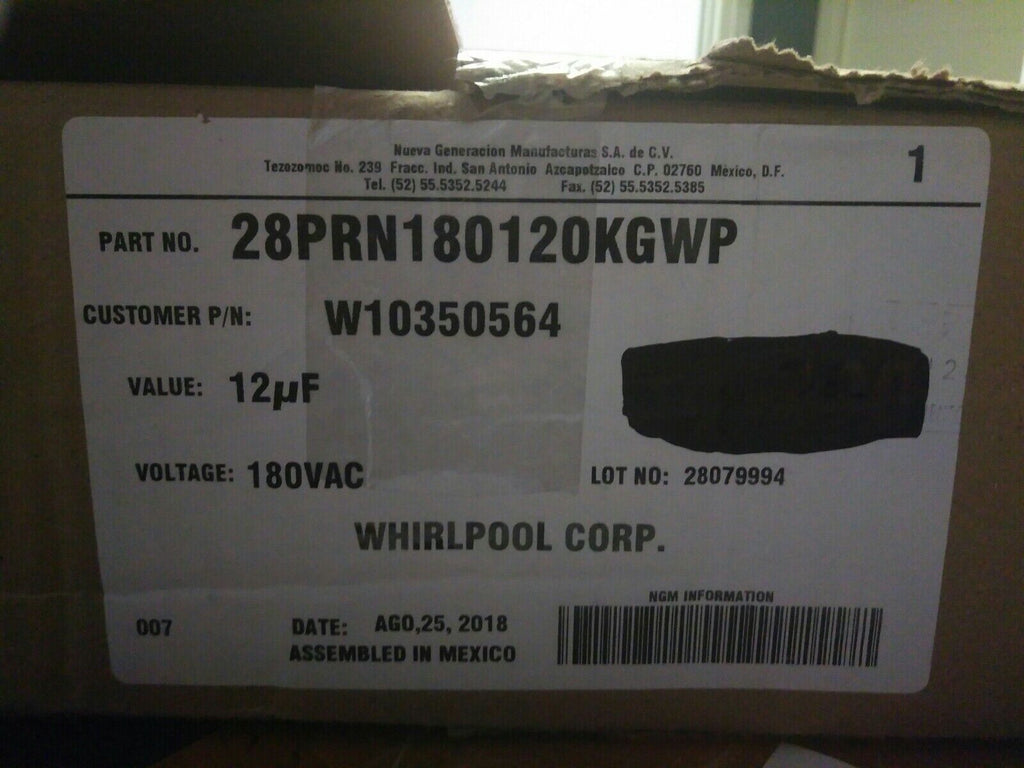 Nueva Generacion Manufacturas S.A. de C.V.
Tezozomoc No. 239 Fracc. Ind. San Antonio Azcapotzalco C.P. 02760 Mexico, D.F.
Tel. (52) 55.5352.5244 Fax. (52) 55.5352.5385
1
PART NO. 28PRN180120KGWP
CUSTOMER P/N: W10350564
VALUE: 12µF
VOLTAGE: 180VAC
LOT NO: 28079994
WHIRLPOOL CORP.
NGM INFORMATION
007
DATE: AGO,25, 2018
ASSEMBLED IN MEXICO